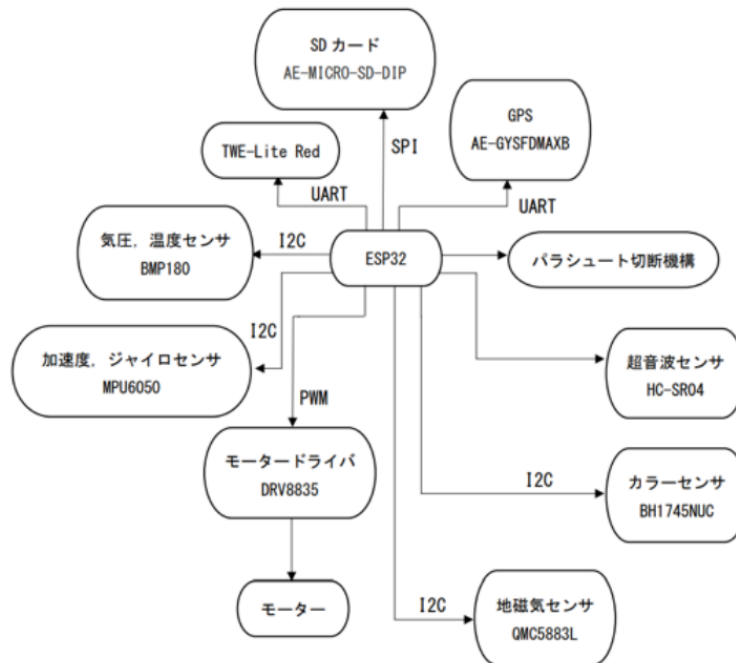 SDカード
AE-MICRO-SD-DIP
GPS
AE-GYSFDMAXB
TWE-Lite Red
SPI
UART
UART
気圧，温度センサ
BMP180
I2C
ESP32
パラシュート切断機構
I2C
加速度，ジャイロセンサ
MPU6050
超音波センサ
HC-SR04
PWM
モータードライバ
DRV8835
I2C
カラーセンサ
BH1745NUC
モーター
I2C
地磁気センサ
QMC5883L